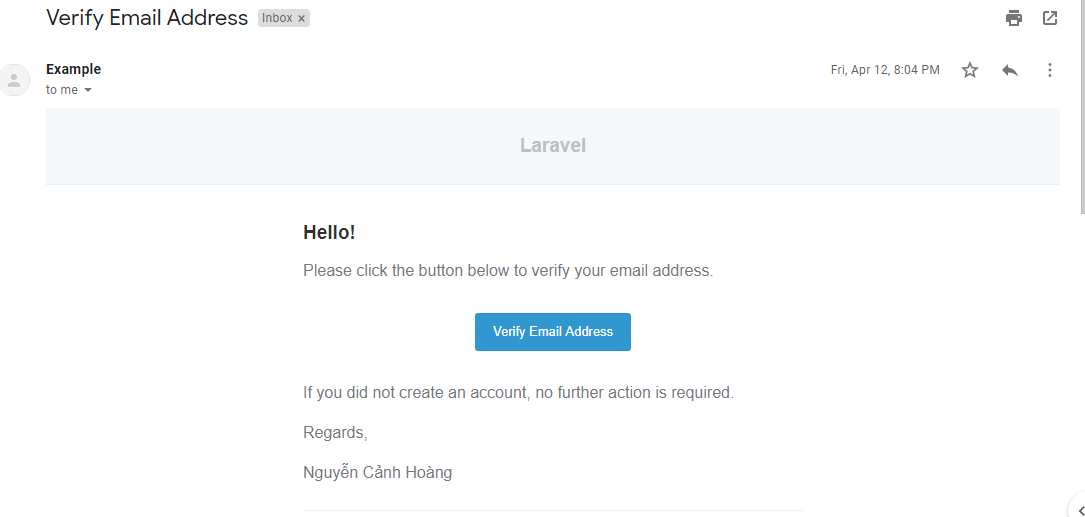 Verify Email Address Inbox ×
Example Fri, Apr 12, 8:04 PM
to me
Laravel
Hello!
Please click the button below to verify your email address.
Verify Email Address
If you did not create an account, no further action is required.
Regards,
Nguyễn Cảnh Hoàng